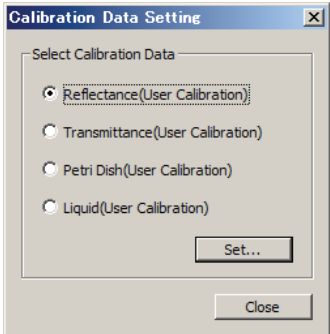 Calibration Data Setting
Select Calibration Data
Reflectance(User Calibration)
Transmittance(User Calibration)
Petri Dish(User Calibration)
Liquid(User Calibration)
Set...
Close